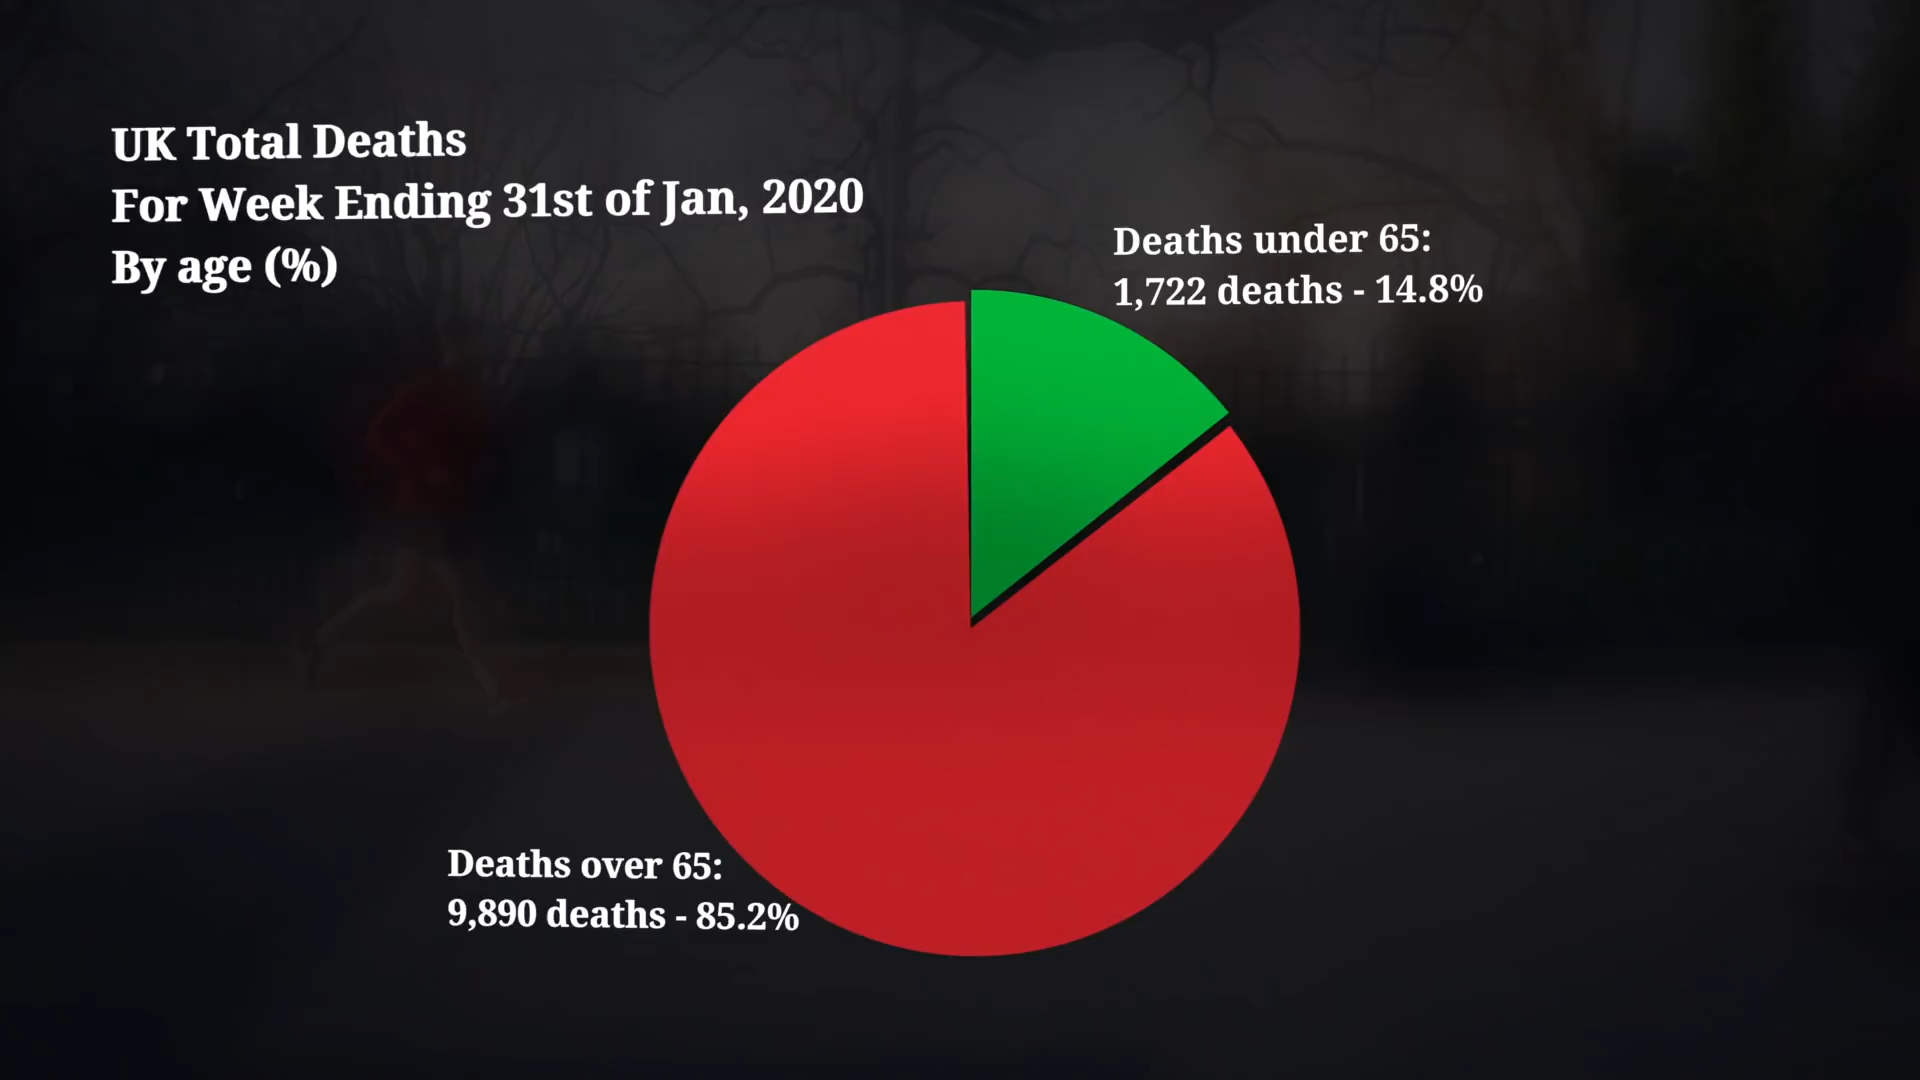 UK Total Deaths
For Week Ending 31st of Jan, 2020
By age (%)
Deaths under 65:
1,722 deaths - 14.8%
Deaths over 65:
9,890 deaths - 85.2%